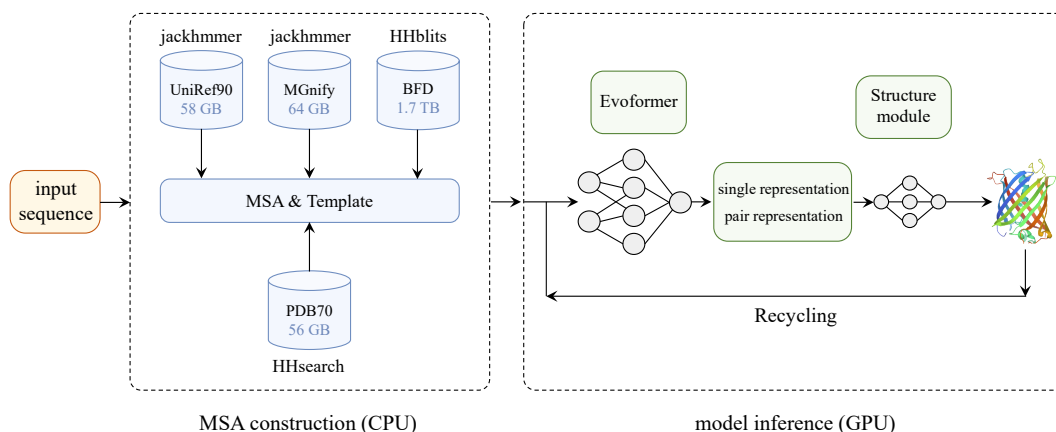 jackhmmer
jackhmmer
HHblits
UniRef90
58 GB
MGnify
64 GB
BFD
1.7 TB
input
sequence
MSA & Template
PDB70
56 GB
HHsearch
MSA construction (CPU)
Evoformer
Structure
module
single representation
pair representation
Recycling
model inference (GPU)